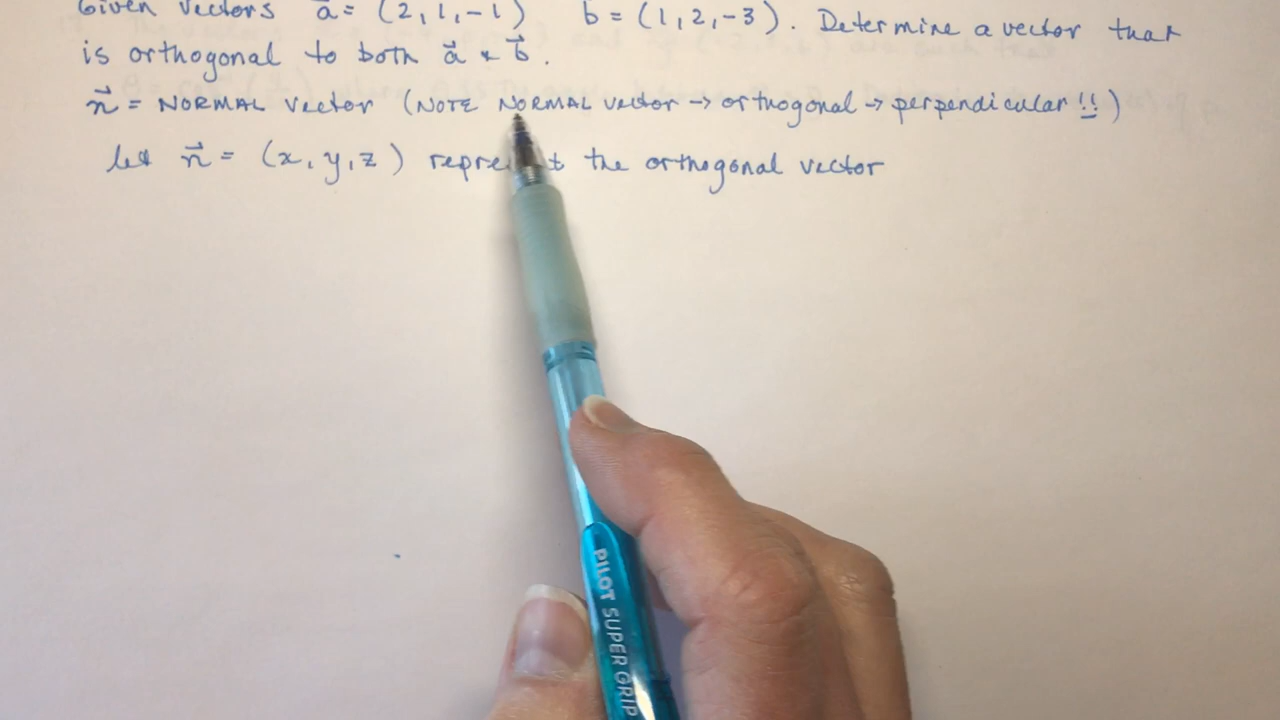 Given vectors a⃗ = (2,1,-1) b⃗ = (1,2,-3). Determine a vector that
is orthogonal to both a⃗ & b⃗.
n⃗ = NORMAL vector (NOTE NORMAL vector → orthogonal → perpendicular!!)
let n⃗ = (x,y,z) the orthogonal vector
PILOT SUPER GRIP